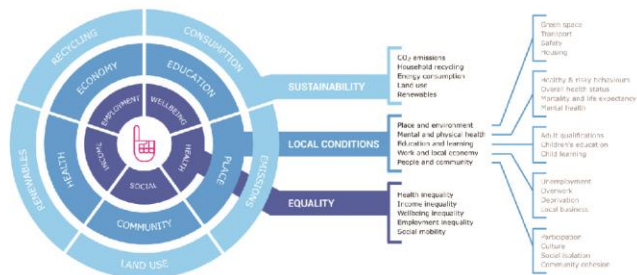 RECYCLING
CONSUMPTION
ECONOMY
EDUCATION
EMPLOYMENT
WELLBEING
RENEWABLES
HEALTH
INCOME
HEALTH
PLACE
EMISSIONS
SOCIAL
COMMUNITY
LAND USE
SUSTAINABILITY
CO₂ emissions
Household recycling
Energy consumption
Land use
Renewables
LOCAL CONDITIONS
Place and environment
Mental and physical health
Education and learning
Work and local economy
People and community
EQUALITY
Health inequality
Income inequality
Wellbeing inequality
Employment inequality
Social mobility
Green space
Transport
Safety
Housing
Healthy & risky behaviours
Overall health status
Mortality and life expectancy
Mental health
Adult qualifications
Children's education
Child learning
Unemployment
Overwork
Deprivation
Local business
Participation
Culture
Social isolation
Community cohesion